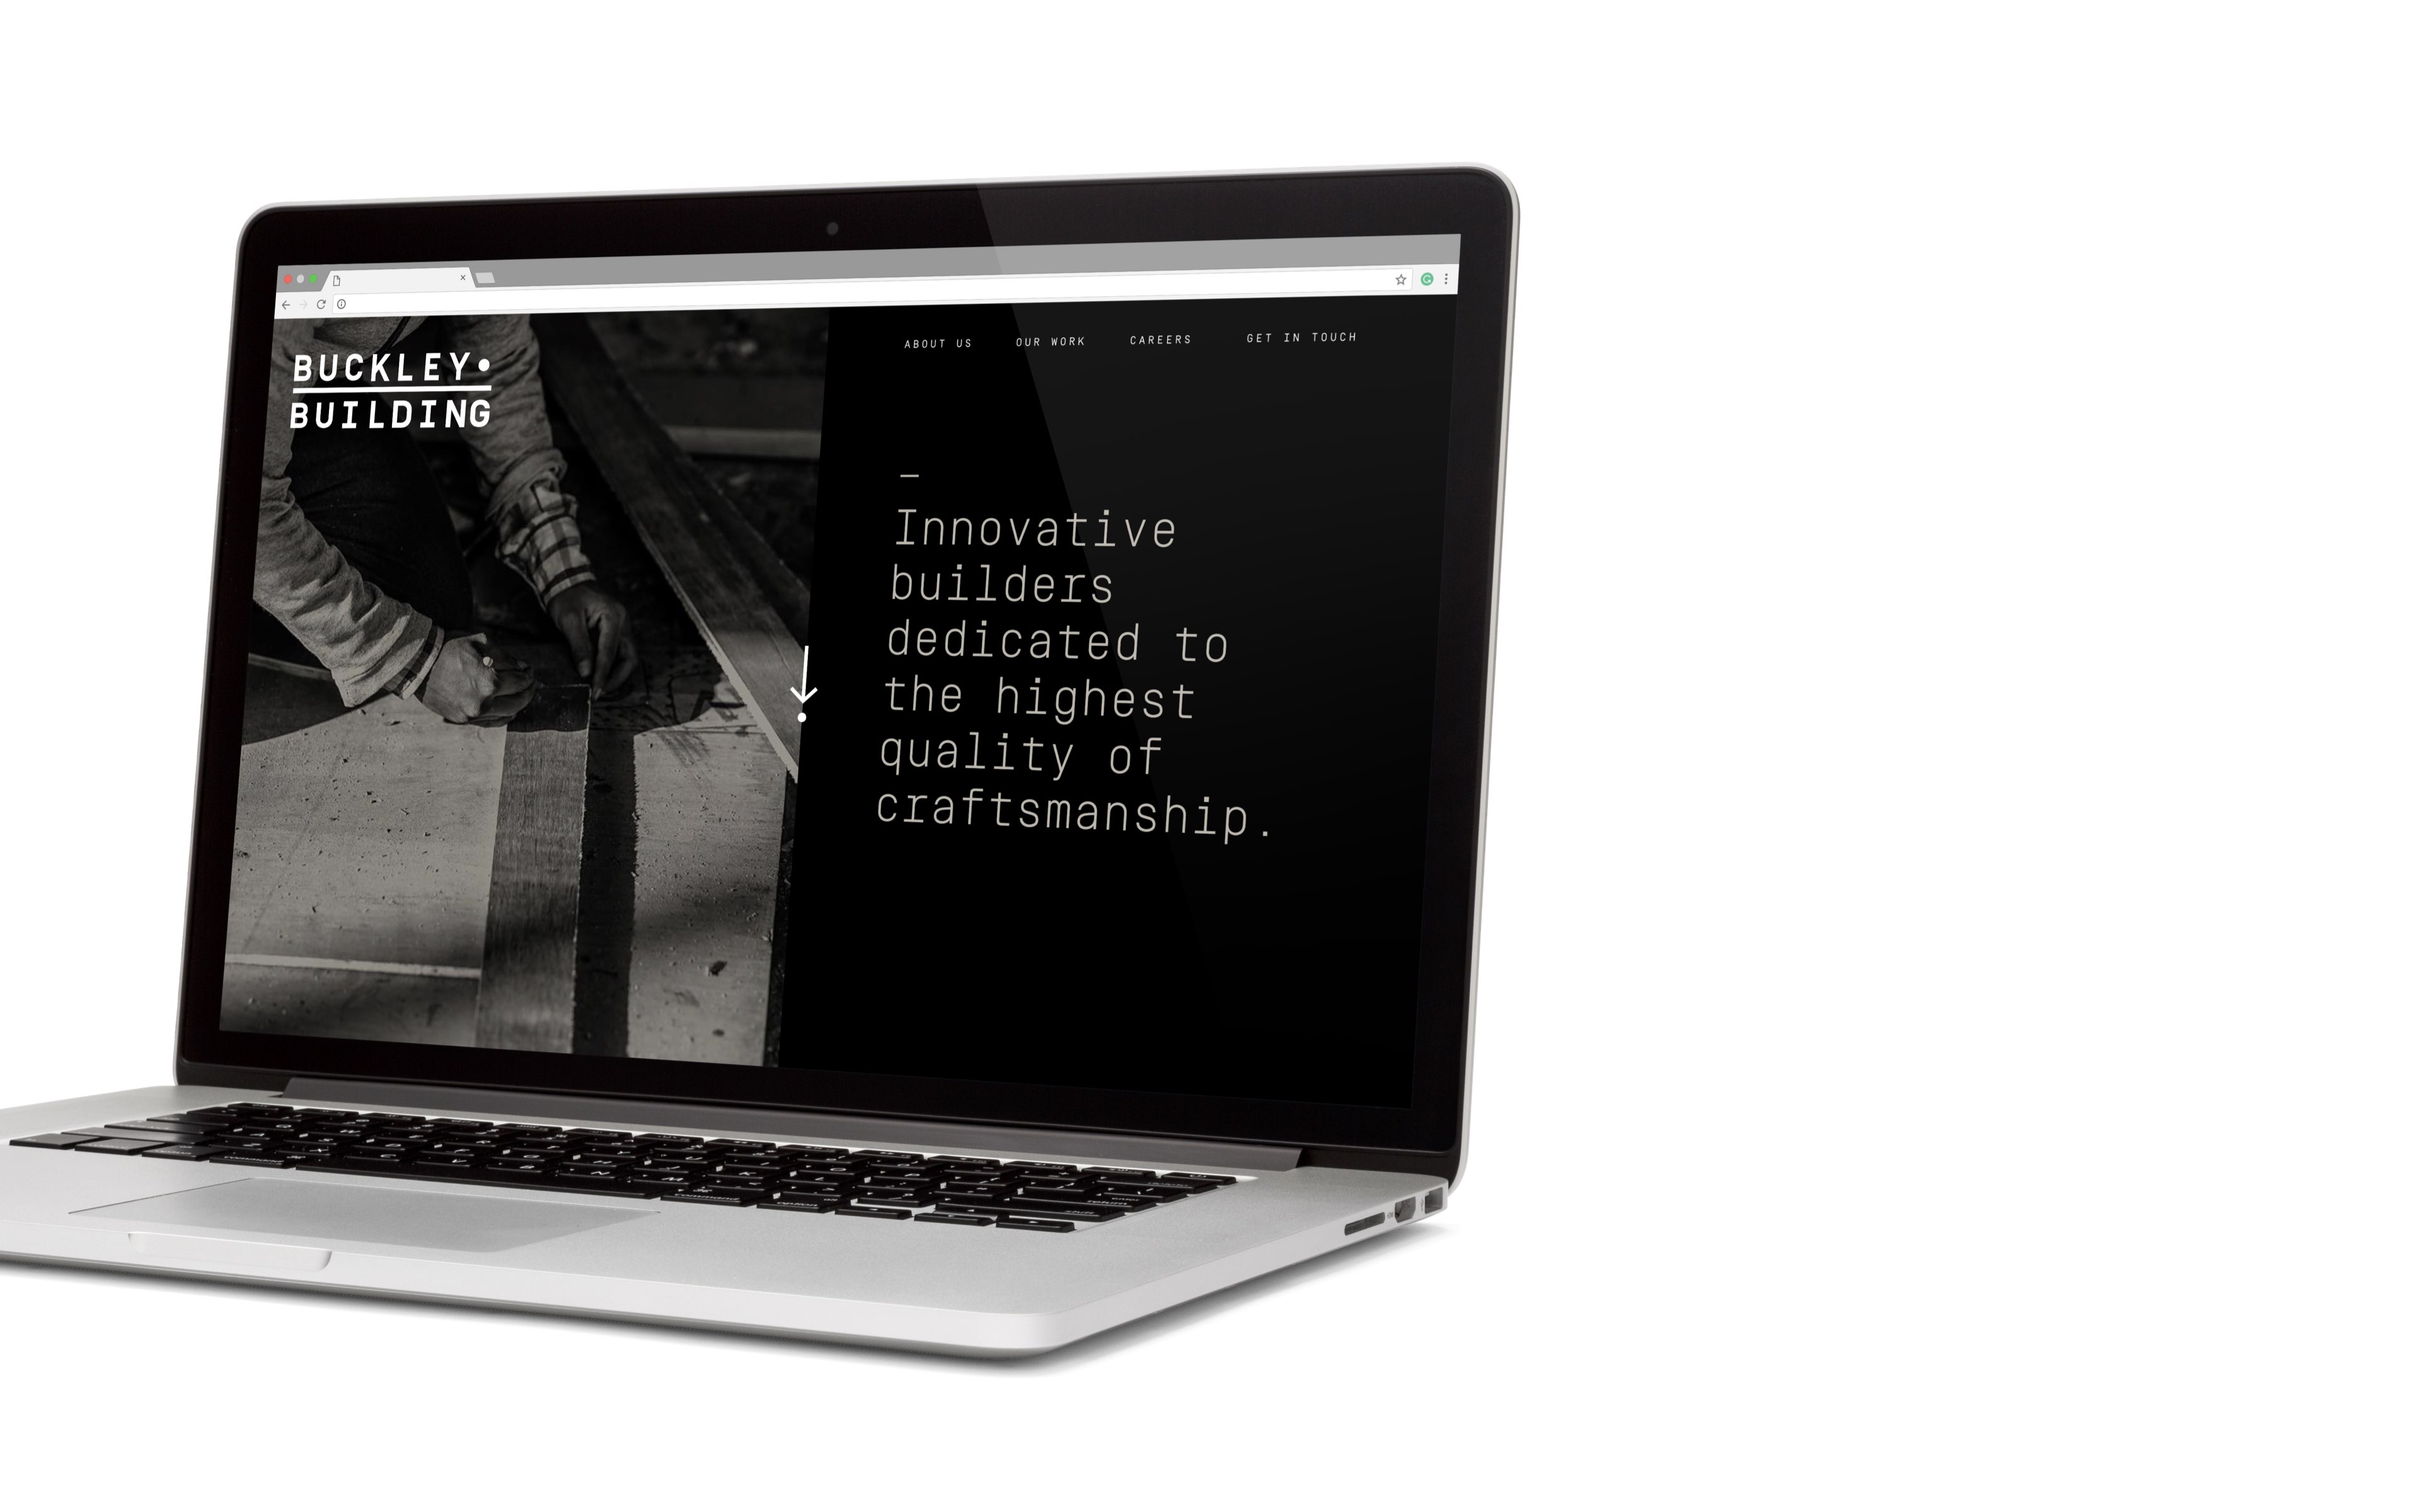 BUCKLEY•
BUILDING
ABOUT US
OUR WORK
CAREERS
GET IN TOUCH
—
Innovative
builders
dedicated to
the highest
quality of
craftsmanship.